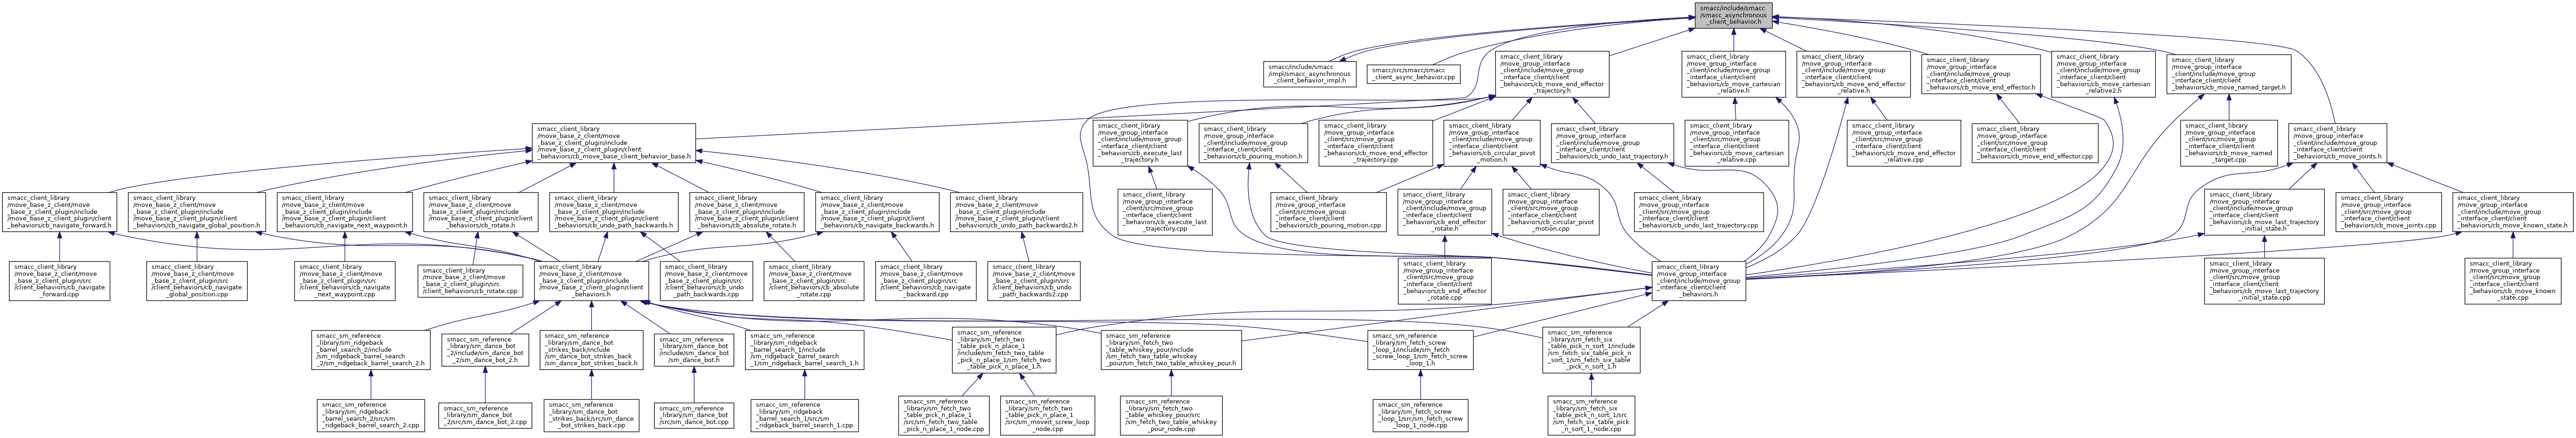 smacc/include/smacc
/smacc_asynchronous
_client_behavior.h
smacc/include/smacc
/impl/smacc_asynchronous
_client_behavior_impl.h
smacc/src/smacc/smacc
_client_async_behavior.cpp
smacc_client_library
/move_group_interface
_client/include/move_group
_interface_client/client
_behaviors/cb_move_end_effector
_trajectory.h
smacc_client_library
/move_group_interface
_client/include/move_group
_interface_client/client
_behaviors/cb_move_cartesian
_relative.h
smacc_client_library
/move_group_interface
_client/include/move_group
_interface_client/client
_behaviors/cb_move_end_effector
_relative.h
smacc_client_library
/move_group_interface
_client/include/move_group
_interface_client/client
_behaviors/cb_move_end_effector.h
smacc_client_library
/move_group_interface
_client/include/move_group
_interface_client/client
_behaviors/cb_move_cartesian
_relative2.h
smacc_client_library
/move_group_interface
_client/include/move_group
_interface_client/client
_behaviors/cb_move_named_target.h
smacc_client_library
/move_base_z_client/move
_base_z_client_plugin/include
/move_base_z_client_plugin/client
_behaviors/cb_move_base_client_behavior_base.h
smacc_client_library
/move_group_interface
_client/include/move_group
_interface_client/client
_behaviors/cb_execute_last
_trajectory.h
smacc_client_library
/move_group_interface
_client/include/move_group
_interface_client/client
_behaviors/cb_pouring_motion.h
smacc_client_library
/move_group_interface
_client/src/move_group
_interface_client/client
_behaviors/cb_move_end_effector
_trajectory.cpp
smacc_client_library
/move_group_interface
_client/include/move_group
_interface_client/client
_behaviors/cb_circular_pivot
_motion.h
smacc_client_library
/move_group_interface
_client/include/move_group
_interface_client/client
_behaviors/cb_undo_last_trajectory.h
smacc_client_library
/move_group_interface
_client/src/move_group
_interface_client/client
_behaviors/cb_move_cartesian
_relative.cpp
smacc_client_library
/move_group_interface
_client/src/move_group
_interface_client/client
_behaviors/cb_move_end_effector
_relative.cpp
smacc_client_library
/move_group_interface
_client/src/move_group
_interface_client/client
_behaviors/cb_move_end_effector.cpp
smacc_client_library
/move_group_interface
_client/src/move_group
_interface_client/client
_behaviors/cb_move_named
_target.cpp
smacc_client_library
/move_group_interface
_client/include/move_group
_interface_client/client
_behaviors/cb_move_joints.h
smacc_client_library
/move_base_z_client/move
_base_z_client_plugin/include
/move_base_z_client_plugin/client
_behaviors/cb_navigate_forward.h
smacc_client_library
/move_base_z_client/move
_base_z_client_plugin/include
/move_base_z_client_plugin/client
_behaviors/cb_navigate_global_position.h
smacc_client_library
/move_base_z_client/move
_base_z_client_plugin/include
/move_base_z_client_plugin/client
_behaviors/cb_navigate_next_waypoint.h
smacc_client_library
/move_base_z_client/move
_base_z_client_plugin/include
/move_base_z_client_plugin/client
_behaviors/cb_rotate.h
smacc_client_library
/move_base_z_client/move
_base_z_client_plugin/include
/move_base_z_client_plugin/client
_behaviors/cb_undo_path_backwards.h
smacc_client_library
/move_base_z_client/move
_base_z_client_plugin/include
/move_base_z_client_plugin/client
_behaviors/cb_absolute_rotate.h
smacc_client_library
/move_base_z_client/move
_base_z_client_plugin/include
/move_base_z_client_plugin/client
_behaviors/cb_navigate_backwards.h
smacc_client_library
/move_base_z_client/move
_base_z_client_plugin/include
/move_base_z_client_plugin/client
_behaviors/cb_undo_path_backwards2.h
smacc_client_library
/move_group_interface
_client/src/move_group
_interface_client/client
_behaviors/cb_execute_last
_trajectory.cpp
smacc_client_library
/move_group_interface
_client/src/move_group
_interface_client/client
_behaviors/cb_pouring_motion.cpp
smacc_client_library
/move_group_interface
_client/include/move_group
_interface_client/client
_behaviors/cb_end_effector
_rotate.h
smacc_client_library
/move_group_interface
_client/src/move_group
_interface_client/client
_behaviors/cb_circular_pivot
_motion.cpp
smacc_client_library
/move_group_interface
_client/src/move_group
_interface_client/client
_behaviors/cb_undo_last_trajectory.cpp
smacc_client_library
/move_group_interface
_client/include/move_group
_interface_client/client
_behaviors/cb_move_last_trajectory
_initial_state.h
smacc_client_library
/move_group_interface
_client/src/move_group
_interface_client/client
_behaviors/cb_move_joints.cpp
smacc_client_library
/move_group_interface
_client/include/move_group
_interface_client/client
_behaviors/cb_move_known_state.h
smacc_client_library
/move_base_z_client/move
_base_z_client_plugin/src
/client_behaviors/cb_navigate
_forward.cpp
smacc_client_library
/move_base_z_client/move
_base_z_client_plugin/src
/client_behaviors/cb_navigate
_global_position.cpp
smacc_client_library
/move_base_z_client/move
_base_z_client_plugin/src
/client_behaviors/cb_navigate
_next_waypoint.cpp
smacc_client_library
/move_base_z_client/move
_base_z_client_plugin/src
/client_behaviors/cb_rotate.cpp
smacc_client_library
/move_base_z_client/move
_base_z_client_plugin/include
/move_base_z_client_plugin/client
_behaviors.h
smacc_client_library
/move_base_z_client/move
_base_z_client_plugin/src
/client_behaviors/cb_undo
_path_backwards.cpp
smacc_client_library
/move_base_z_client/move
_base_z_client_plugin/src
/client_behaviors/cb_absolute
_rotate.cpp
smacc_client_library
/move_base_z_client/move
_base_z_client_plugin/src
/client_behaviors/cb_navigate
_backward.cpp
smacc_client_library
/move_base_z_client/move
_base_z_client_plugin/src
/client_behaviors/cb_undo
_path_backwards2.cpp
smacc_client_library
/move_group_interface
_client/src/move_group
_interface_client/client
_behaviors/cb_end_effector
_rotate.cpp
smacc_client_library
/move_group_interface
_client/include/move_group
_interface_client/client
_behaviors.h
smacc_client_library
/move_group_interface
_client/src/move_group
_interface_client/client
_behaviors/cb_move_last_trajectory
_initial_state.cpp
smacc_client_library
/move_group_interface
_client/src/move_group
_interface_client/client
_behaviors/cb_move_known
_state.cpp
smacc_sm_reference
_library/sm_ridgeback
_barrel_search_2/include
/sm_ridgeback_barrel_search
_2/sm_ridgeback_barrel_search_2.h
smacc_sm_reference
_library/sm_dance_bot
_2/include/sm_dance_bot
_2/sm_dance_bot_2.h
smacc_sm_reference
_library/sm_dance_bot
_strikes_back/include
/sm_dance_bot_strikes_back
/sm_dance_bot_strikes_back.h
smacc_sm_reference
_library/sm_dance_bot
/include/sm_dance_bot
/sm_dance_bot.h
smacc_sm_reference
_library/sm_ridgeback
_barrel_search_1/include
/sm_ridgeback_barrel_search
_1/sm_ridgeback_barrel_search_1.h
smacc_sm_reference
_library/sm_fetch_two
_table_pick_n_place_1
/include/sm_fetch_two_table
_pick_n_place_1/sm_fetch_two
_table_pick_n_place_1.h
smacc_sm_reference
_library/sm_fetch_two
_table_whiskey_pour/include
/sm_fetch_two_table_whiskey
_pour/sm_fetch_two_table_whiskey_pour.h
smacc_sm_reference
_library/sm_fetch_screw
_loop_1/include/sm_fetch
_screw_loop_1/sm_fetch_screw
_loop_1.h
smacc_sm_reference
_library/sm_fetch_six
_table_pick_n_sort_1/include
/sm_fetch_six_table_pick_n
_sort_1/sm_fetch_six_table
_pick_n_sort_1.h
smacc_sm_reference
_library/sm_ridgeback
_barrel_search_2/src/sm
_ridgeback_barrel_search_2.cpp
smacc_sm_reference
_library/sm_dance_bot
_2/src/sm_dance_bot_2.cpp
smacc_sm_reference
_library/sm_dance_bot
_strikes_back/src/sm_dance
_bot_strikes_back.cpp
smacc_sm_reference
_library/sm_dance_bot
/src/sm_dance_bot.cpp
smacc_sm_reference
_library/sm_ridgeback
_barrel_search_1/src/sm
_ridgeback_barrel_search_1.cpp
smacc_sm_reference
_library/sm_fetch_two
_table_pick_n_place_1
/src/sm_fetch_two_table
_pick_n_place_1_node.cpp
smacc_sm_reference
_library/sm_fetch_two
_table_pick_n_place_1
/src/sm_moveit_screw_loop
_node.cpp
smacc_sm_reference
_library/sm_fetch_two
_table_whiskey_pour/src
/sm_fetch_two_table_whiskey
_pour_node.cpp
smacc_sm_reference
_library/sm_fetch_screw
_loop_1/src/sm_fetch_screw
_loop_1_node.cpp
smacc_sm_reference
_library/sm_fetch_six
_table_pick_n_sort_1/src
/sm_fetch_six_table_pick
_n_sort_1_node.cpp